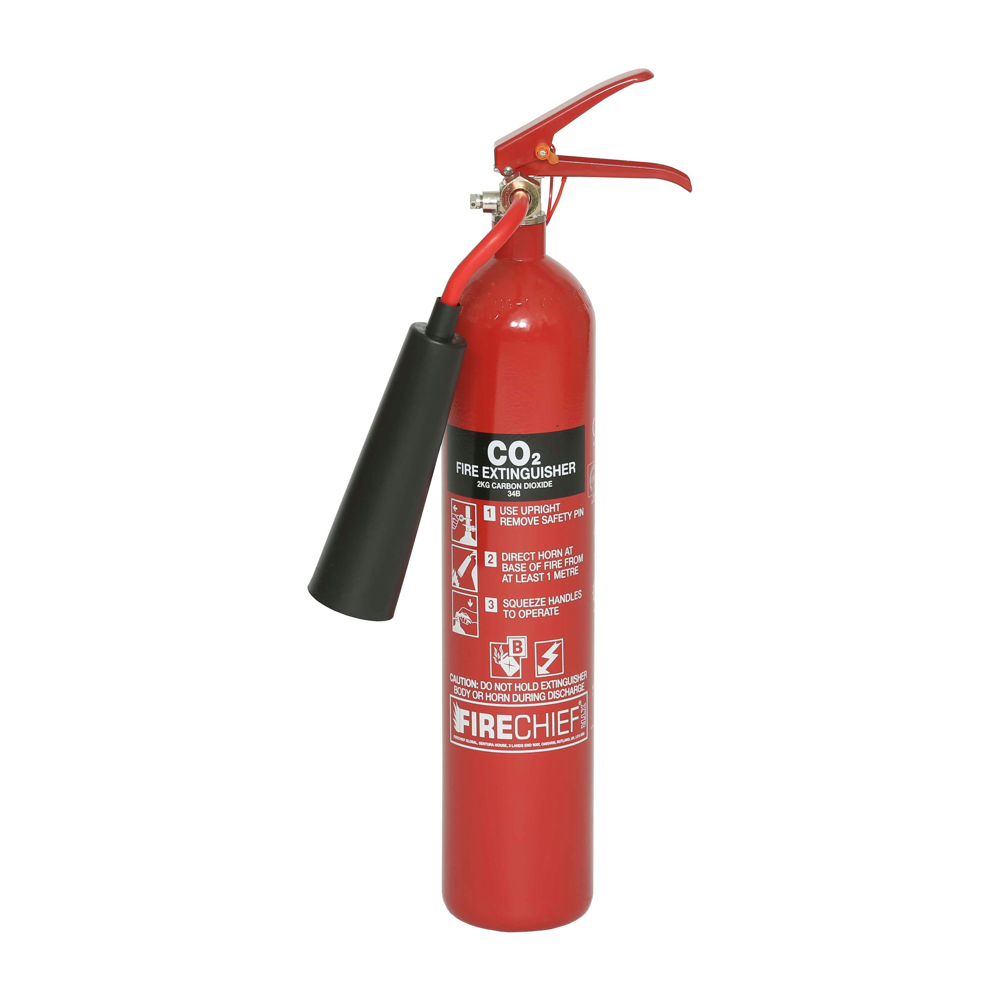 CO₂
FIRE EXTINGUISHER
2KG CARBON DIOXIDE
34B
1 USE UPRIGHT
REMOVE SAFETY PIN
2 DIRECT HORN AT
BASE OF FIRE FROM
AT LEAST 1 METRE
3 SQUEEZE HANDLES
TO OPERATE
B
CAUTION: DO NOT HOLD EXTINGUISHER
BODY OR HORN DURING DISCHARGE
FIRECHIEF® XTR
FIRECHIEF GLOBAL, SENTURA HOUSE, 3 LANDS END WAY, OAKHAM, RUTLAND, UK, LE15 6RB